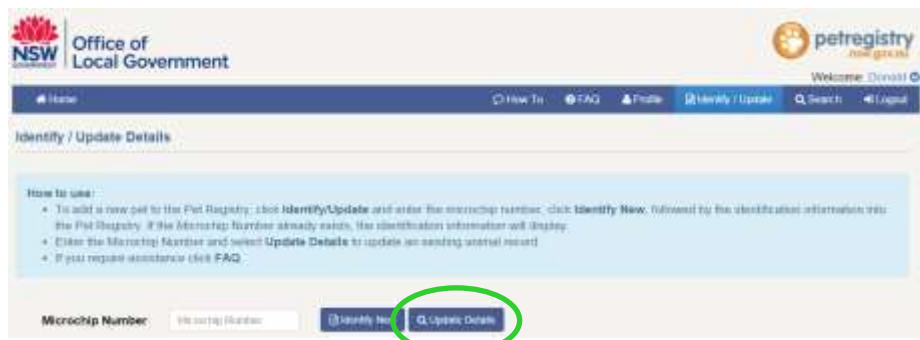 Office of
NSW Local Government
petregistry
nsw.gov.au
Welcome Donald
Home How To FAQ Profile Identify / Update Search Logout
Identify / Update Details
How to use:
To add a new pet to the Pet Registry, click Identify/Update and enter the microchip number, click Identify New, followed by the identification information into
the Pet Registry. If the Microchip Number already exists, the identification information will display.
Enter the Microchip Number and select Update Details to update an existing animal record
If you require assistance click FAQ
Microchip Number Microchip Number Identify New Update Details